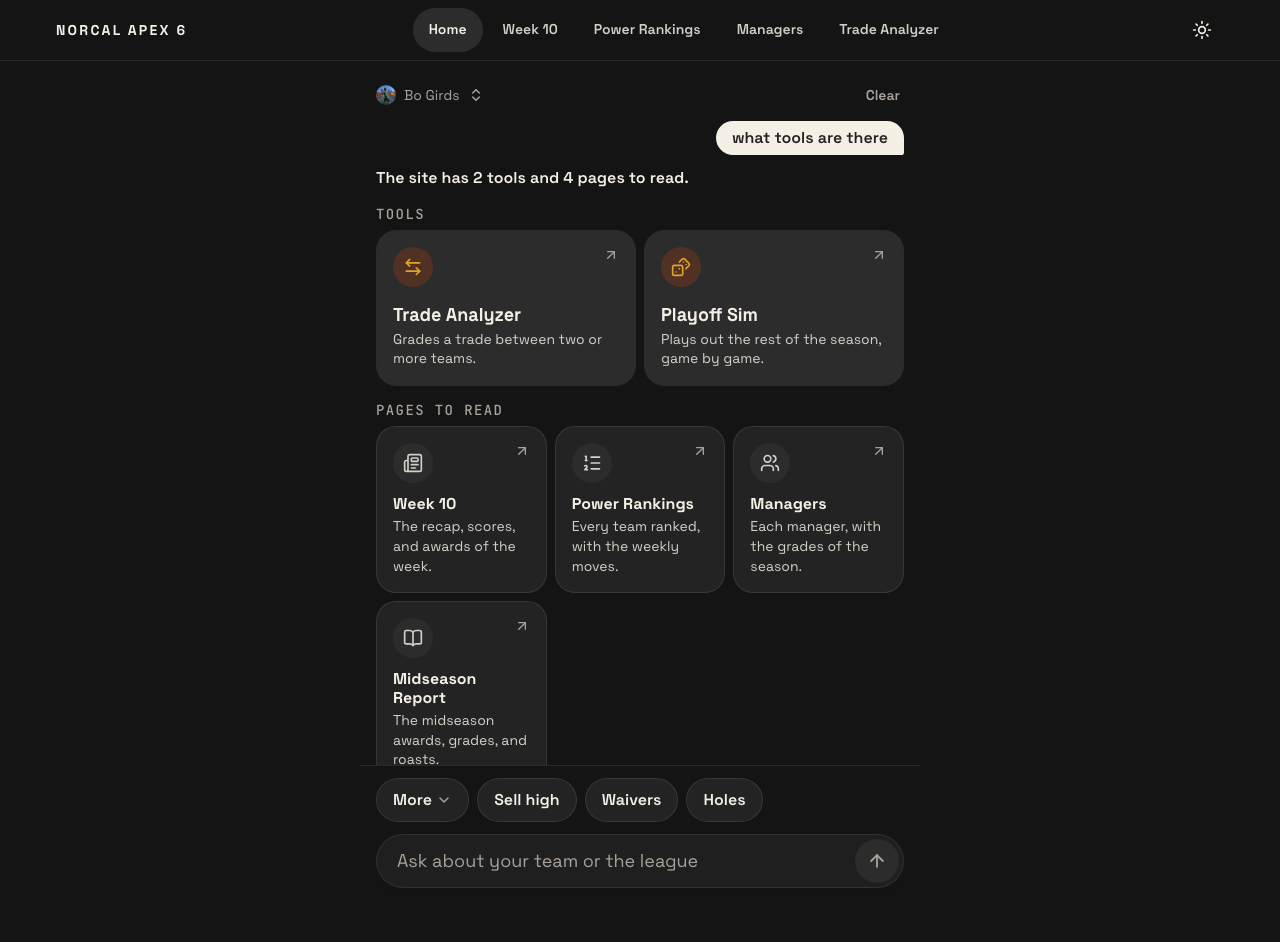 NORCAL APEX 6
Home
Week 10
Power Rankings
Managers
Trade Analyzer
Bo Girds
Clear
what tools are there
The site has 2 tools and 4 pages to read.
TOOLS
Trade Analyzer
Grades a trade between two or
more teams.
Playoff Sim
Plays out the rest of the season,
game by game.
PAGES TO READ
Week 10
The recap, scores,
and awards of the
week.
Power Rankings
Every team ranked,
with the weekly
moves.
Managers
Each manager, with
the grades of the
season.
Midseason
Report
The midseason
awards, grades, and
roasts.
More
Sell high
Waivers
Holes
Ask about your team or the league